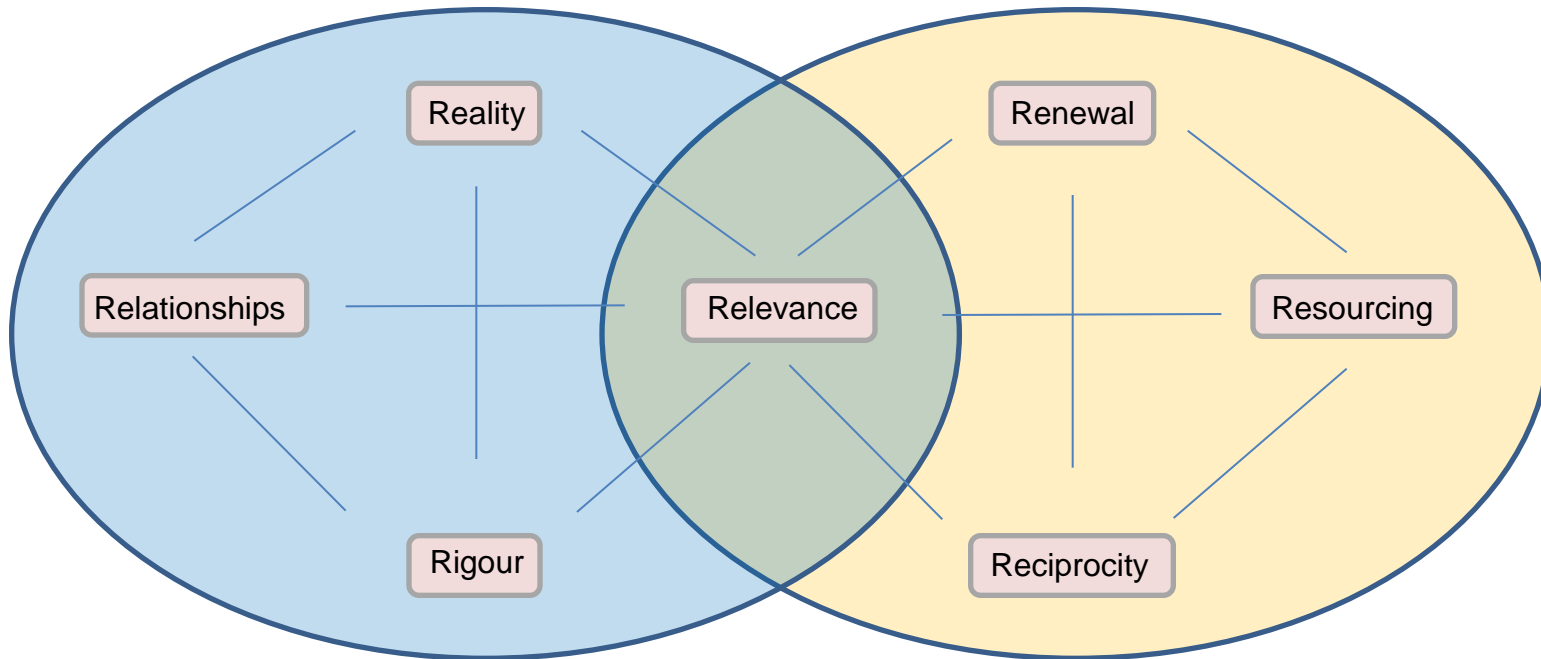 Reality
Renewal
Relationships
Relevance
Resourcing
Rigour
Reciprocity